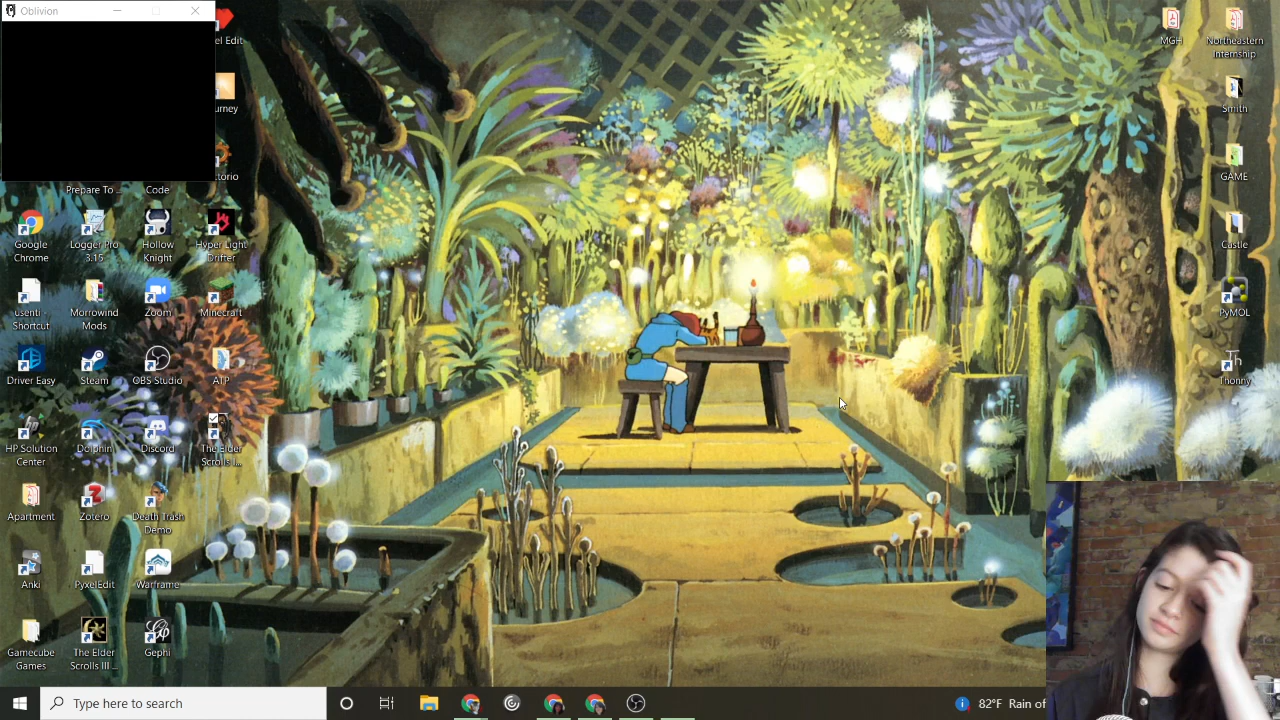 Oblivion
el Edit
MGH
Northeastern
Internship
urney
Smith
torio
GAME
Prepare To ...
Code
Google
Chrome
Logger Pro
3.15
Hollow
Knight
Hyper Light
Drifter
Castle
usenti -
Shortcut
Morrowind
Mods
Zoom
Minecraft
PyMOL
Driver Easy
Steam
OBS Studio
ATP
Th
Thonny
HP Solution
Center
Dolphin
Discord
The Elder
Scrolls I...
Apartment
Zotero
Death Trash
Demo
Anki
PyxelEdit
Warframe
Gamecube
Games
The Elder
Scrolls III ...
Gephi
Type here to search
82°F Rain of